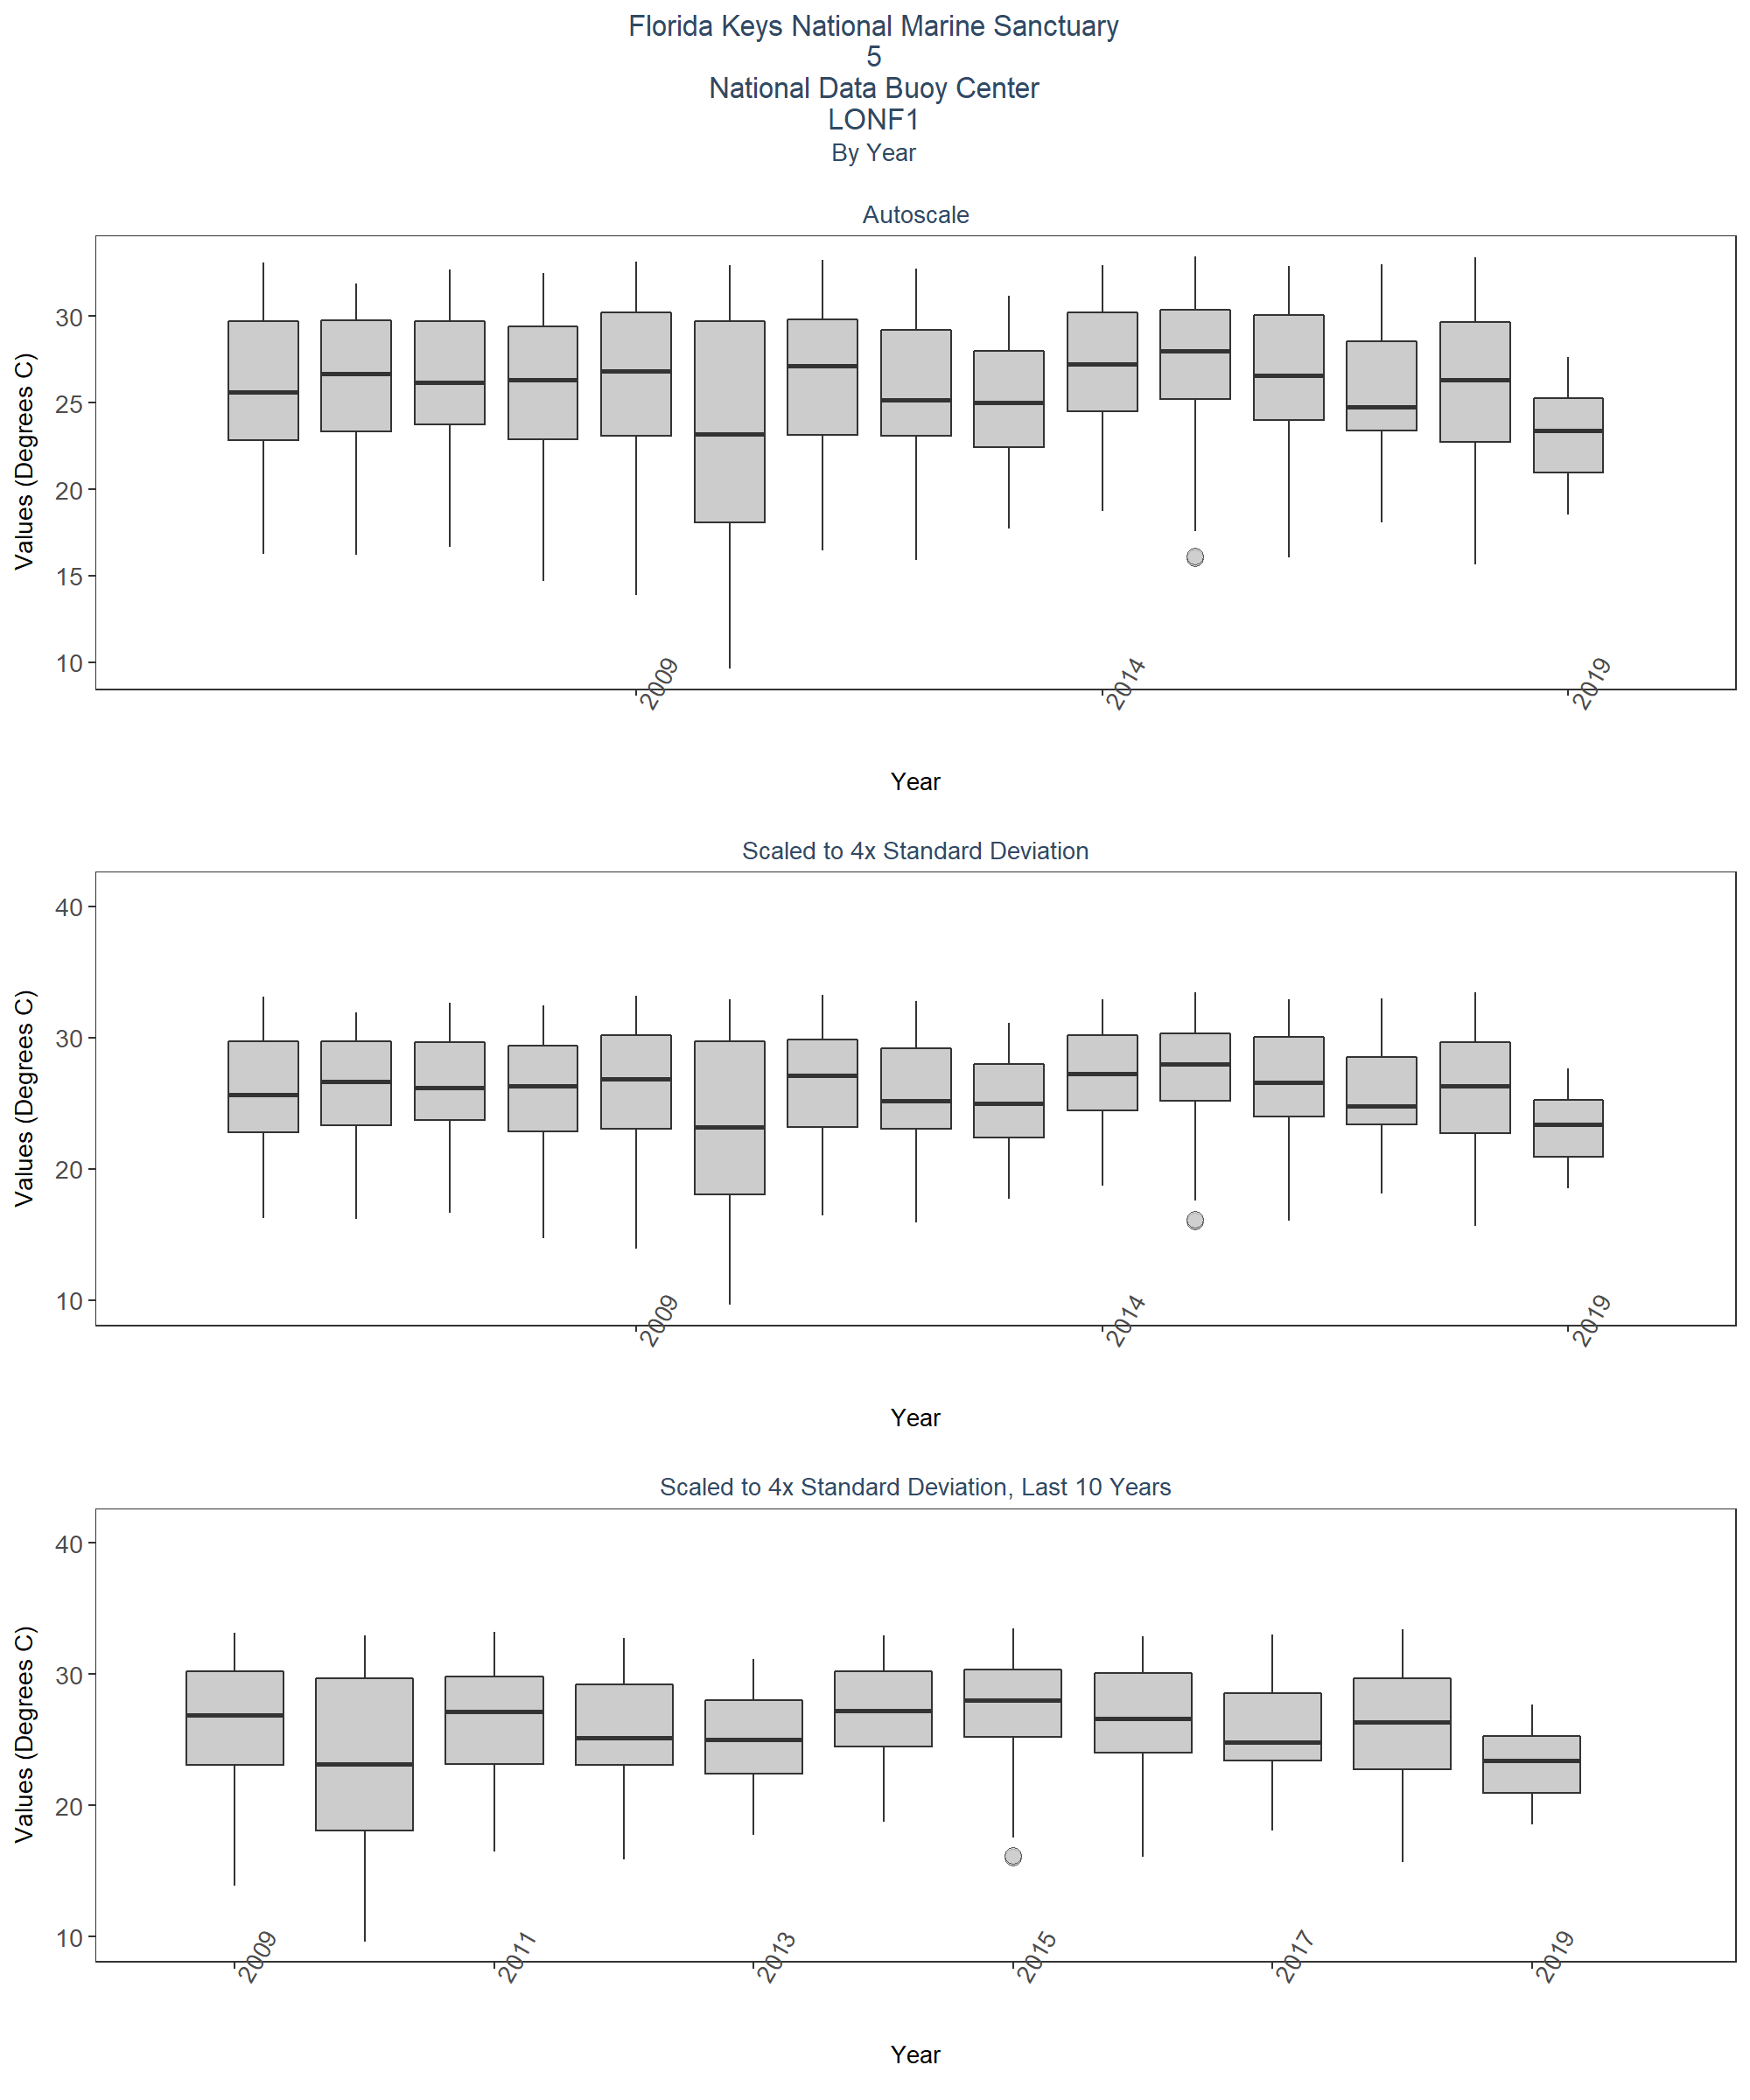 Florida Keys National Marine Sanctuary
5
National Data Buoy Center
LONF1
By Year
Autoscale
Values (Degrees C)
30
25
20
15
10
2009
2014
2019
Year
Scaled to 4x Standard Deviation
Values (Degrees C)
40
30
20
10
2009
2014
2019
Year
Scaled to 4x Standard Deviation, Last 10 Years
Values (Degrees C)
40
30
20
10
2009
2011
2013
2015
2017
2019
Year